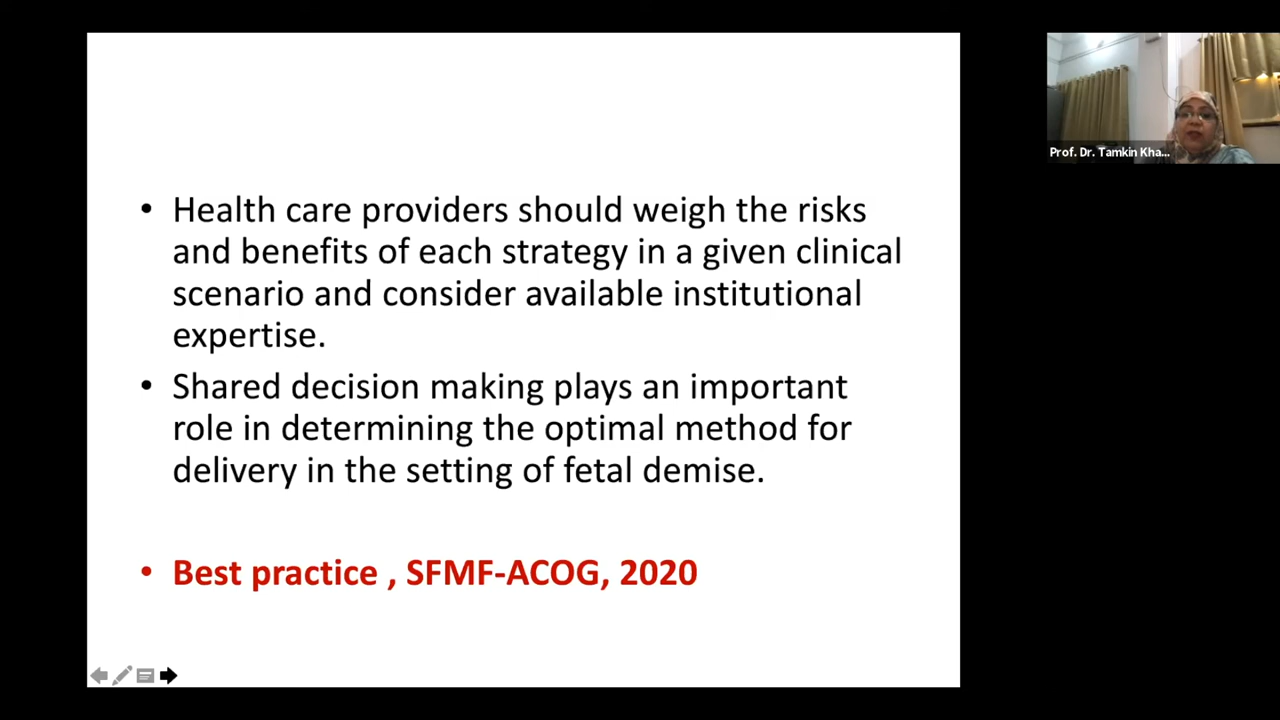 • Health care providers should weigh the risks
and benefits of each strategy in a given clinical
scenario and consider available institutional
expertise.
• Shared decision making plays an important
role in determining the optimal method for
delivery in the setting of fetal demise.
• Best practice , SFMF-ACOG, 2020
Prof. Dr. Tamkin Kha...